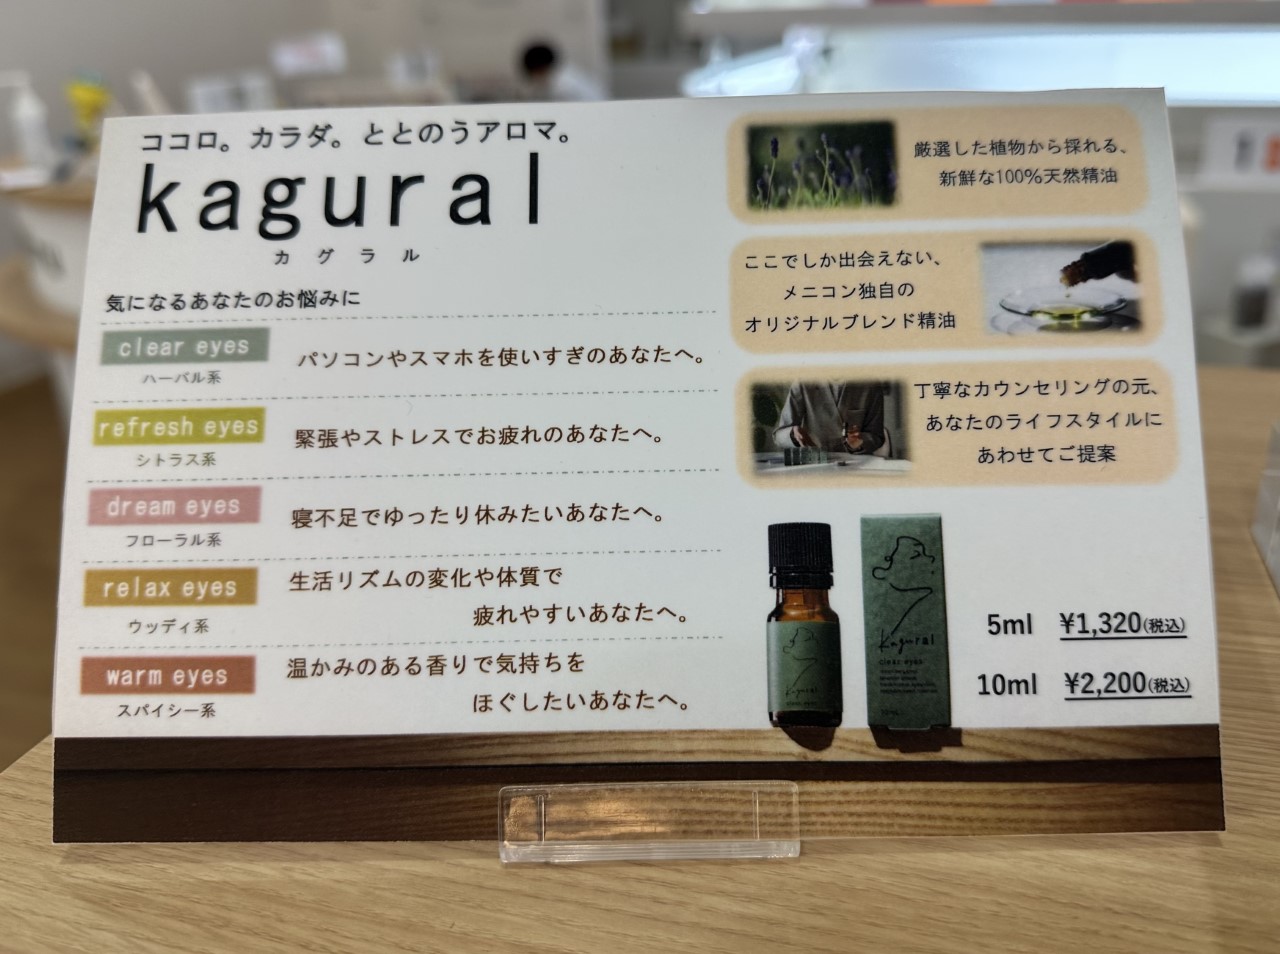 ココロ。カラダ。ととのうアロマ。
kagural
カグラル
気になるあなたのお悩みに
clear eyes
ハーバル系
パソコンやスマホを使いすぎのあなたへ。
refresh eyes
シトラス系
緊張やストレスでお疲れのあなたへ。
dream eyes
フローラル系
寝不足でゆったり休みたいあなたへ。
relax eyes
ウッディ系
生活リズムの変化や体質で
疲れやすいあなたへ。
warm eyes
スパイシー系
温かみのある香りで気持ちを
ほぐしたいあなたへ。
厳選した植物から採れる、
新鮮な100%天然精油
ここでしか出会えない、
メニコン独自の
オリジナルブレンド精油
丁寧なカウンセリングの元、
あなたのライフスタイルに
あわせてご提案
Kagural
clear eyes
Kagural
5ml ¥1,320(税込)
10ml ¥2,200(税込)